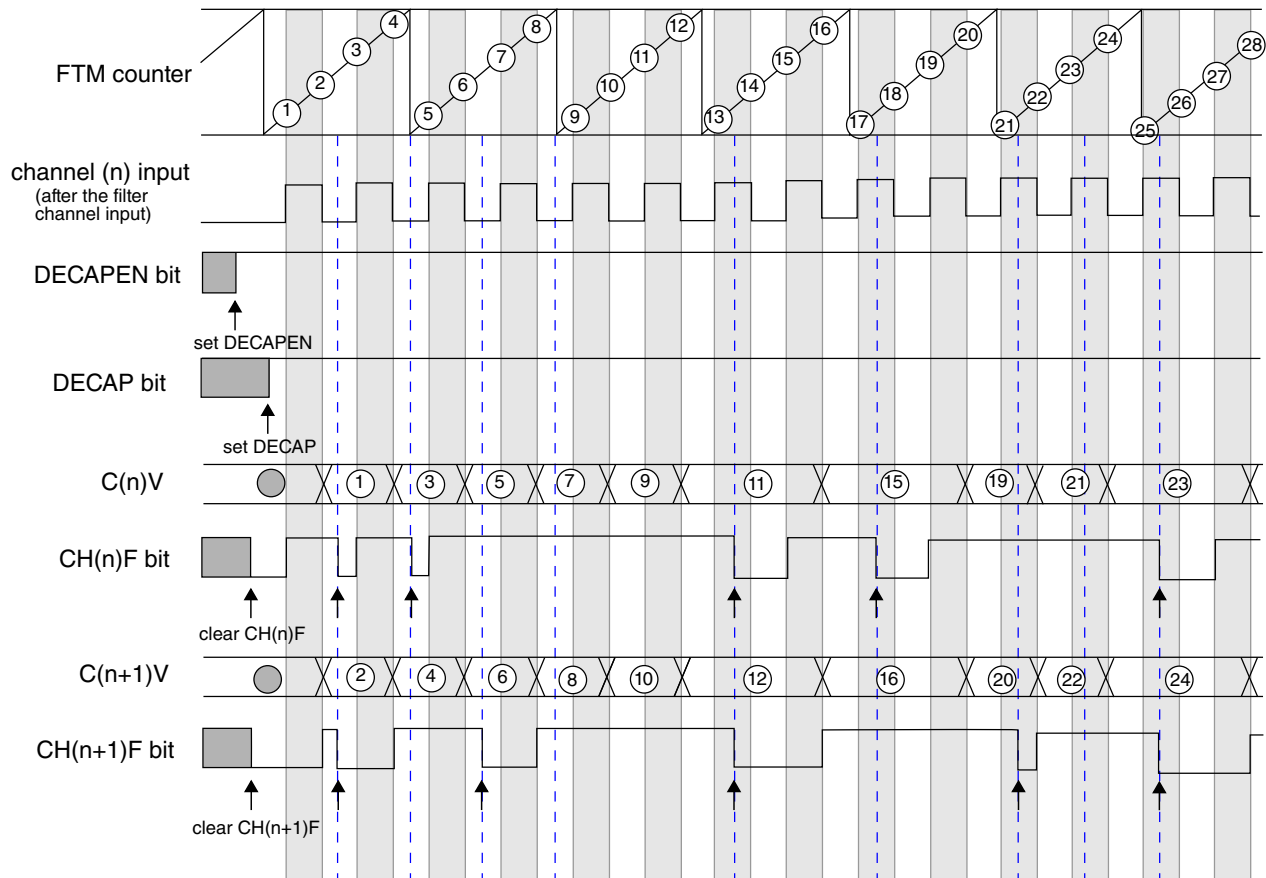 4 8 12 16 20 24 28
3 7 11 15 19 23 27
FTM counter
2 6 10 14 18 22 26
1 5 9 13 17 21 25
channel (n) input
(after the filter
channel input)
DECAPEN bit
set DECAPEN
DECAP bit
set DECAP
C(n)V 1 3 5 7 9 11 15 19 21 23
CH(n)F bit
clear CH(n)F
C(n+1)V 2 4 6 8 10 12 16 20 22 24
CH(n+1)F bit
clear CH(n+1)F